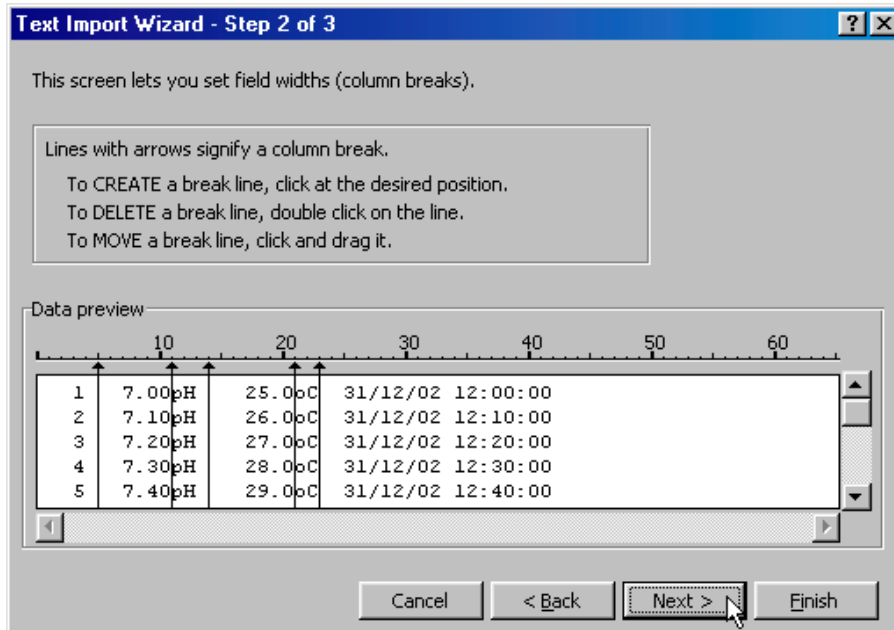 Text Import Wizard - Step 2 of 3
? X
This screen lets you set field widths (column breaks).
Lines with arrows signify a column break.
To CREATE a break line, click at the desired position.
To DELETE a break line, double click on the line.
To MOVE a break line, click and drag it.
Data preview
10 20 30 40 50 60
1 7.00pH 25.0oC 31/12/02 12:00:00
2 7.10pH 26.0oC 31/12/02 12:10:00
3 7.20pH 27.0oC 31/12/02 12:20:00
4 7.30pH 28.0oC 31/12/02 12:30:00
5 7.40pH 29.0oC 31/12/02 12:40:00
Cancel < Back Next > Finish